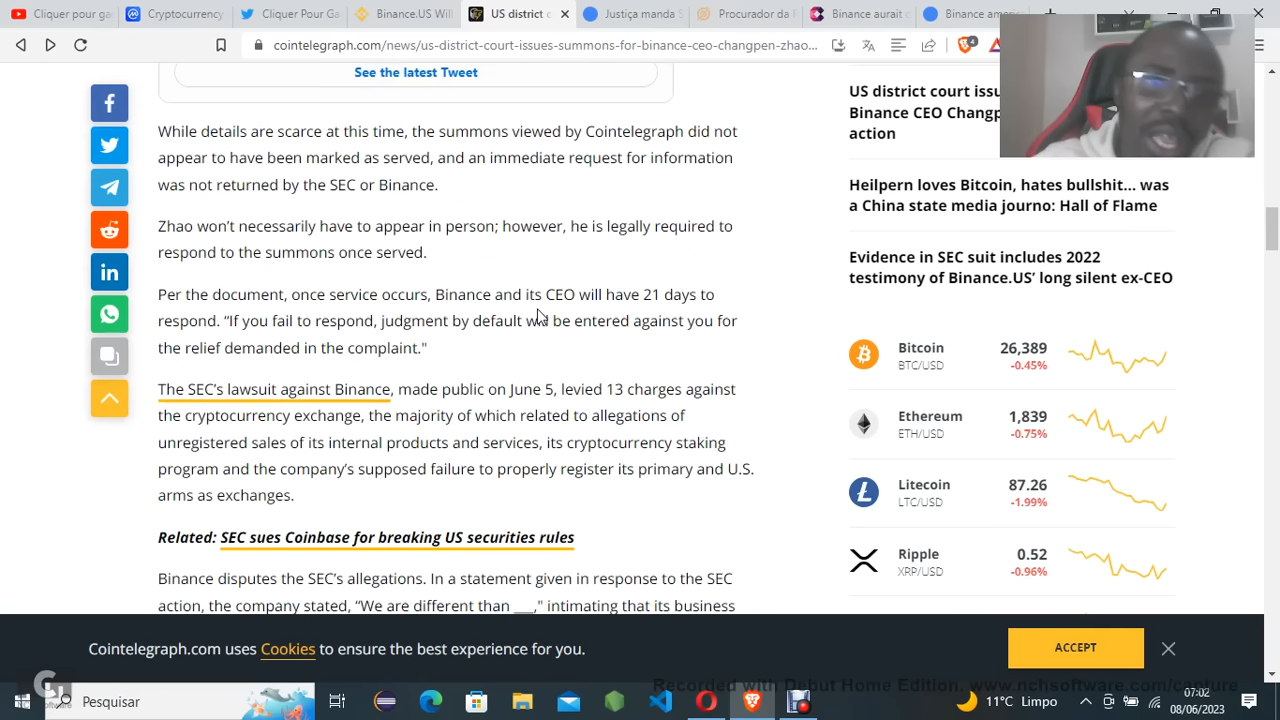 Cliquer pour ga
Cryptocurrency
Cliquer Pour Ga
Binance.US Will
US district c
Justiça manda S
Procurador da F
Binance aurait c
Binance am
cointelegraph.com/news/us-district-court-issues-summons-for-binance-ceo-changpen-zhao...
4
See the latest Tweet
While details are scarce at this time, the summons viewed by Cointelegraph did not
appear to have been marked as served, and an immediate request for information
was not returned by the SEC or Binance.
Zhao won’t necessarily have to appear in person; however, he is legally required to
respond to the summons once served.
Per the document, once service occurs, Binance and its CEO will have 21 days to
respond. “If you fail to respond, judgment by default will be entered against you for
the relief demanded in the complaint."
The SEC’s lawsuit against Binance, made public on June 5, levied 13 charges against
the cryptocurrency exchange, the majority of which related to allegations of
unregistered sales of its internal products and services, its cryptocurrency staking
program and the company’s supposed failure to properly register its primary and U.S.
arms as exchanges.
Related: SEC sues Coinbase for breaking US securities rules
Binance disputes the SEC’s allegations. In a statement given in response to the SEC
action, the company stated, “We are different than ___," intimating that its business
US district court issu
Binance CEO Changp
action
Heilpern loves Bitcoin, hates bullshit… was
a China state media journo: Hall of Flame
Evidence in SEC suit includes 2022
testimony of Binance.US’ long silent ex-CEO
Bitcoin 26,389
BTC/USD -0.45%
Ethereum 1,839
ETH/USD -0.75%
Litecoin 87.26
LTC/USD -1.99%
Ripple 0.52
XRP/USD -0.96%
Cointelegraph.com uses Cookies to ensure the best experience for you.
ACCEPT
Recorded with Debut Home Edition, www.nchsoftware.com/capture
Pesquisar
11°C Limpo
07:02
08/06/2023